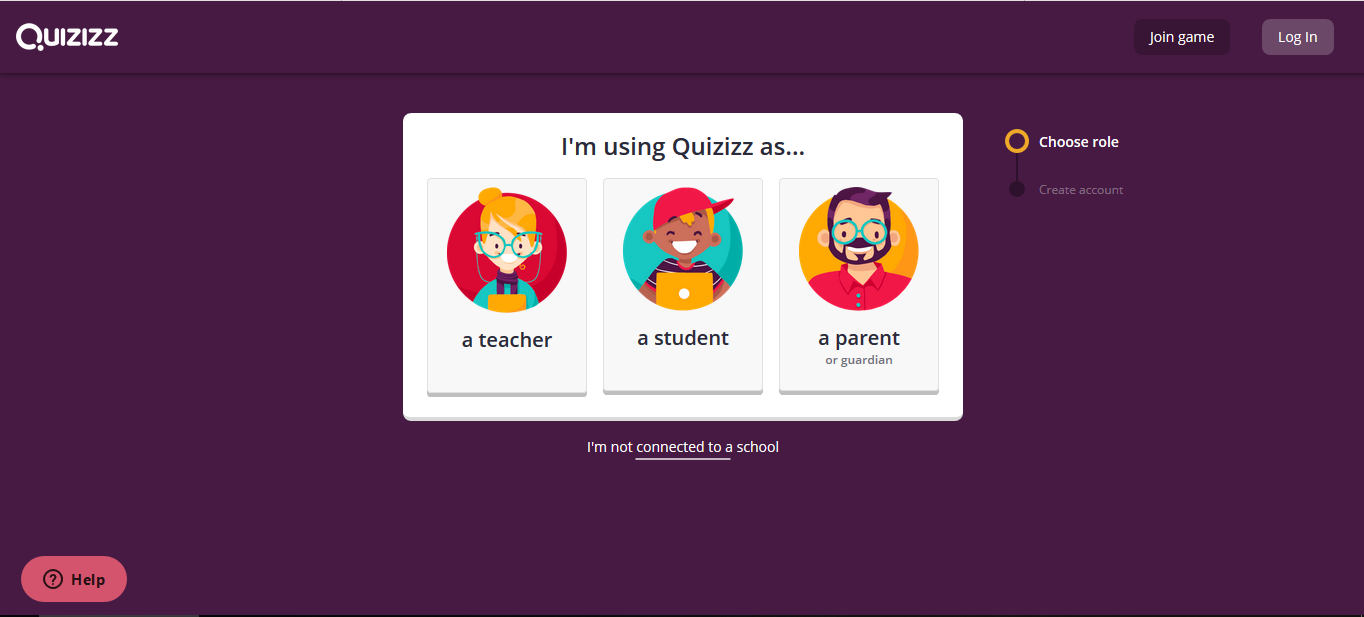 Quizizz
Join game
Log In
I'm using Quizizz as...
Choose role
Create account
a teacher
a student
a parent
or guardian
I'm not connected to a school
? Help